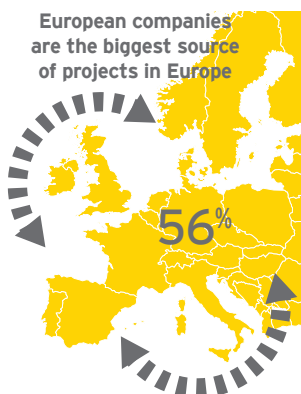 European companies
are the biggest source
of projects in Europe
56%